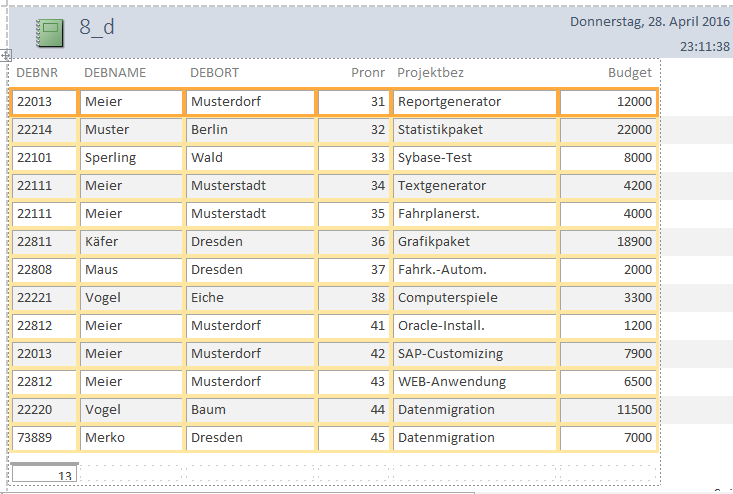 8_d
Donnerstag, 28. April 2016
23:11:38
DEBNR DEBNAME DEBORT Pronr Projektbez Budget
22013 Meier Musterdorf 31 Reportgenerator 12000
22214 Muster Berlin 32 Statistikpaket 22000
22101 Sperling Wald 33 Sybase-Test 8000
22111 Meier Musterstadt 34 Textgenerator 4200
22111 Meier Musterstadt 35 Fahrplanerst. 4000
22811 Käfer Dresden 36 Grafikpaket 18900
22808 Maus Dresden 37 Fahrk.-Autom. 2000
22221 Vogel Eiche 38 Computerspiele 3300
22812 Meier Musterdorf 41 Oracle-Install. 1200
22013 Meier Musterdorf 42 SAP-Customizing 7900
22812 Meier Musterdorf 43 WEB-Anwendung 6500
22220 Vogel Baum 44 Datenmigration 11500
73889 Merko Dresden 45 Datenmigration 7000
13